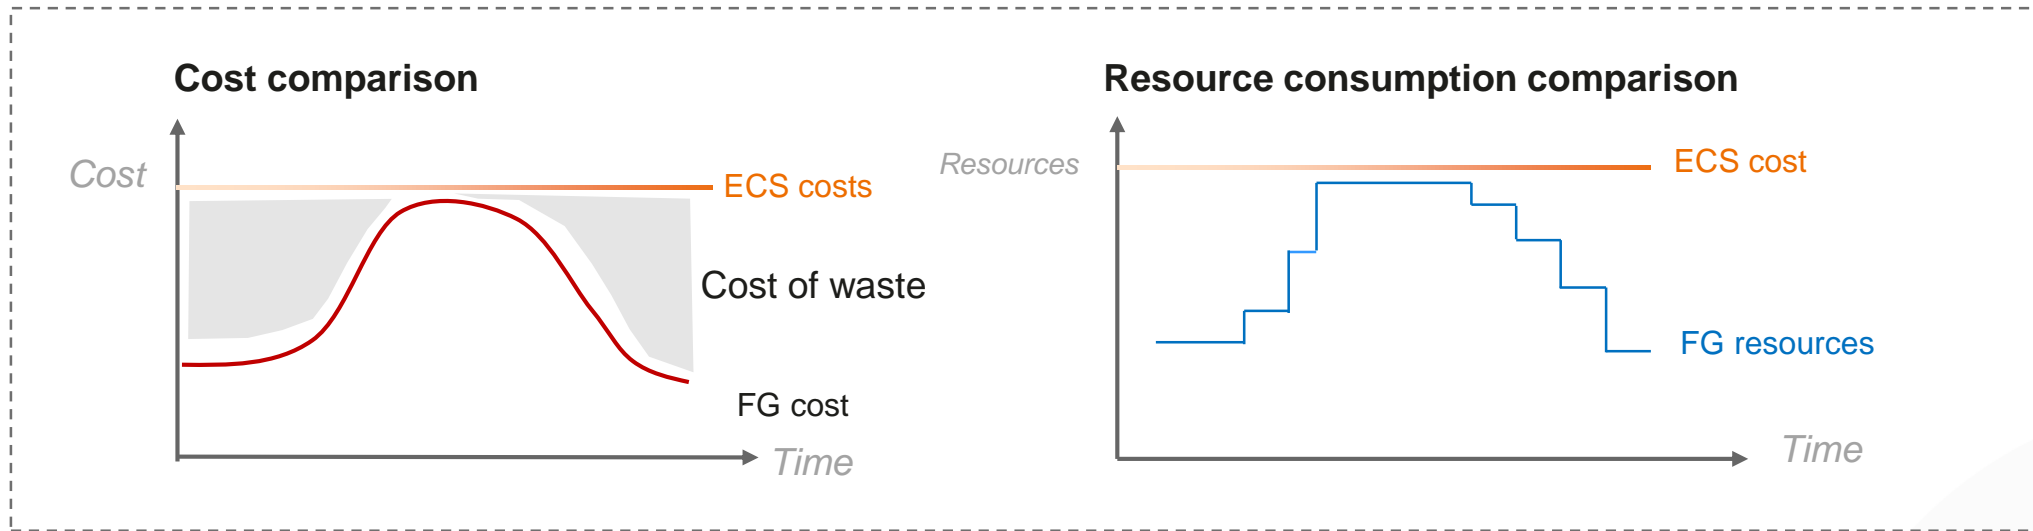 Cost comparison
Cost
ECS costs
Cost of waste
FG cost
Time
Resource consumption comparison
Resources
ECS cost
FG resources
Time